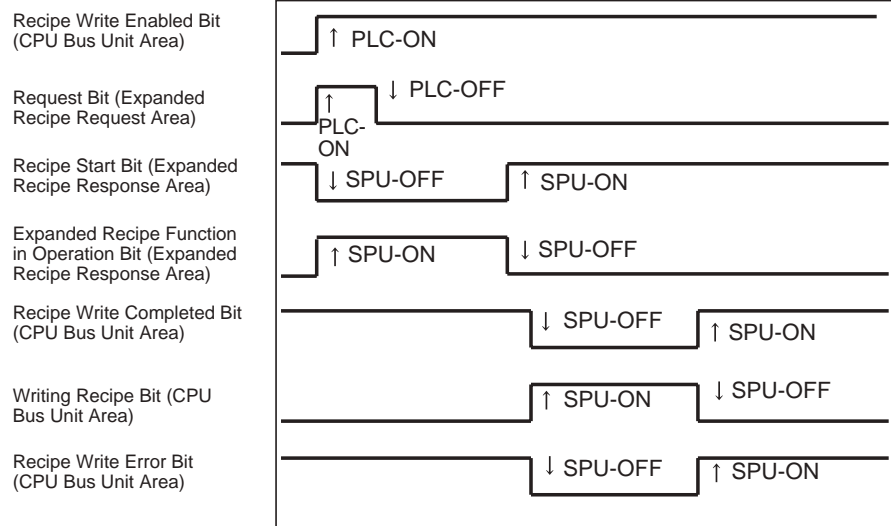 Recipe Write Enabled Bit
(CPU Bus Unit Area)
↑ PLC-ON
Request Bit (Expanded
Recipe Request Area)
↑
PLC-
ON
↓ PLC-OFF
Recipe Start Bit (Expanded
Recipe Response Area)
↓ SPU-OFF
↑ SPU-ON
Expanded Recipe Function
in Operation Bit (Expanded
Recipe Response Area)
↑ SPU-ON
↓ SPU-OFF
Recipe Write Completed Bit
(CPU Bus Unit Area)
↓ SPU-OFF
↑ SPU-ON
Writing Recipe Bit (CPU
Bus Unit Area)
↑ SPU-ON
↓ SPU-OFF
Recipe Write Error Bit
(CPU Bus Unit Area)
↓ SPU-OFF
↑ SPU-ON